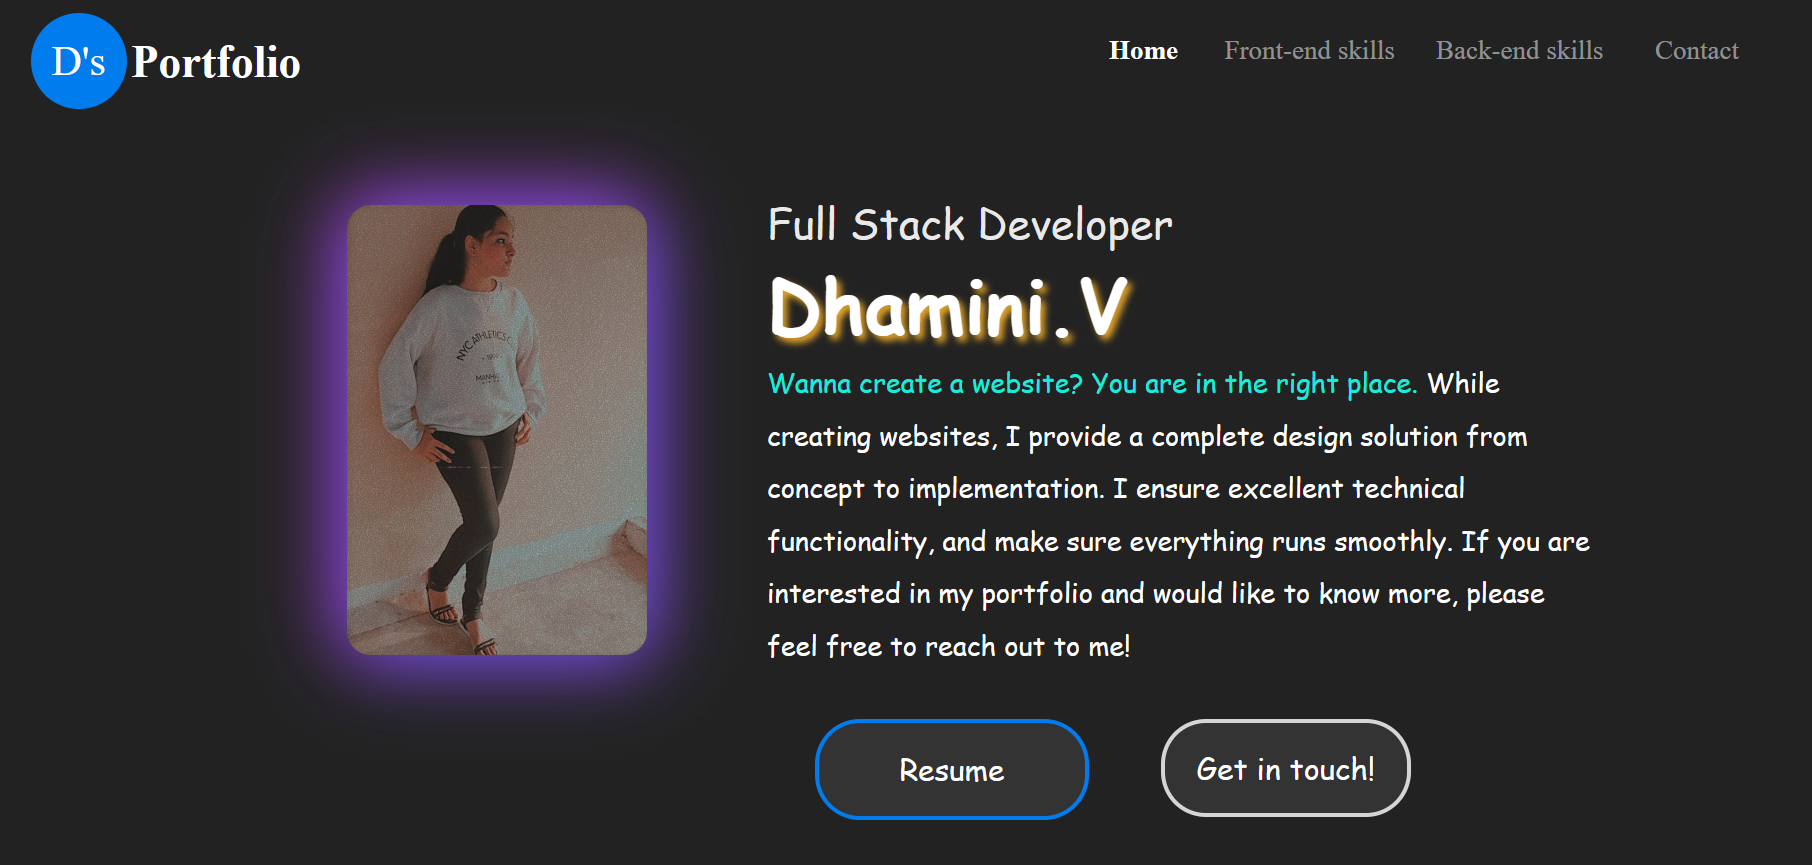 D's Portfolio
Home Front-end skills Back-end skills Contact
Full Stack Developer
Dhamini.V
Wanna create a website? You are in the right place. While
creating websites, I provide a complete design solution from
concept to implementation. I ensure excellent technical
functionality, and make sure everything runs smoothly. If you are
interested in my portfolio and would like to know more, please
feel free to reach out to me!
Resume
Get in touch!
NYC ATHLETICS